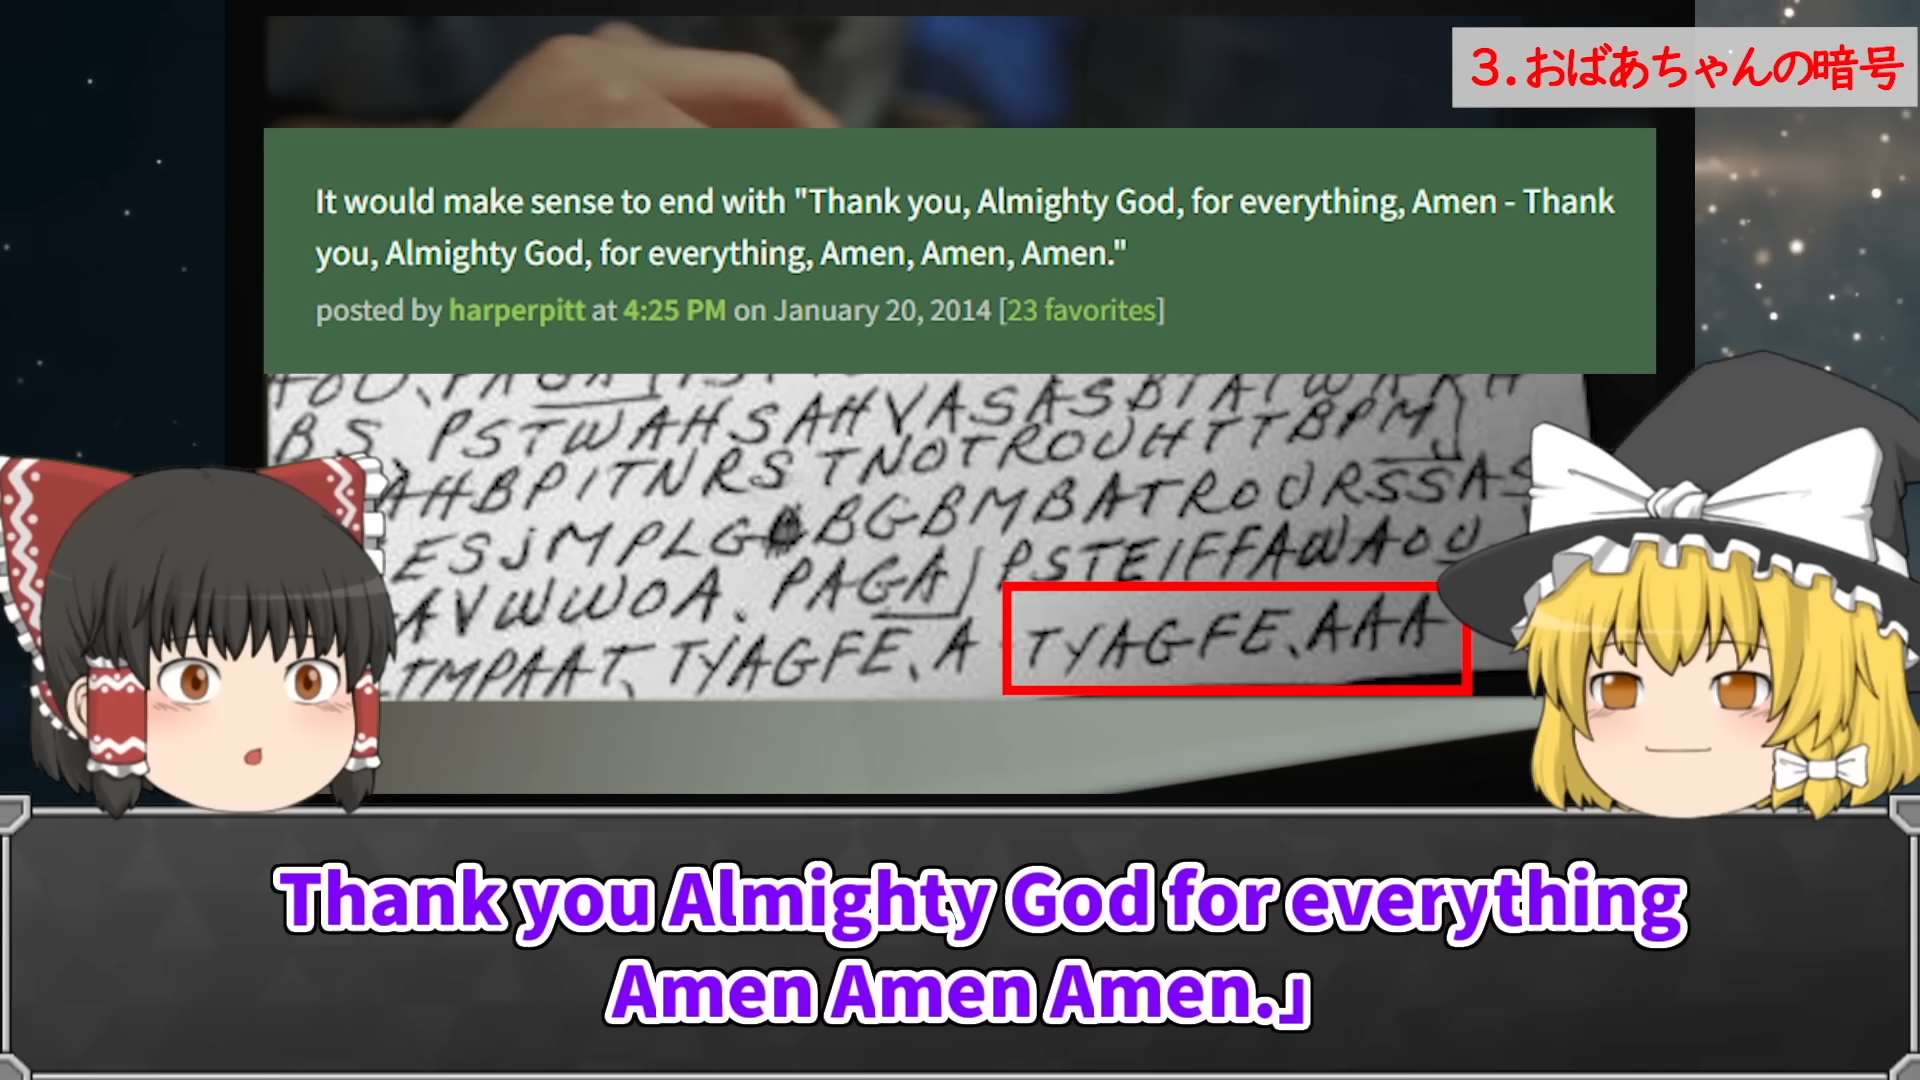 3.おばあちゃんの暗号
It would make sense to end with "Thank you, Almighty God, for everything, Amen - Thank
you, Almighty God, for everything, Amen, Amen, Amen."
posted by harperpitt at 4:25 PM on January 20, 2014 [23 favorites]
BS, PSTWAHSAHVASASBTATWAKKH
AHBPITNRSTNOTROUHTTBPM
ESJMPLG BGBMBATROURSSAS
AVWWOA. PAGA PSTEIFFAWAOU
TMPAAT, TYAGFE, A TYAGFE, AAA
Thank you Almighty God for everything
Amen Amen Amen.」